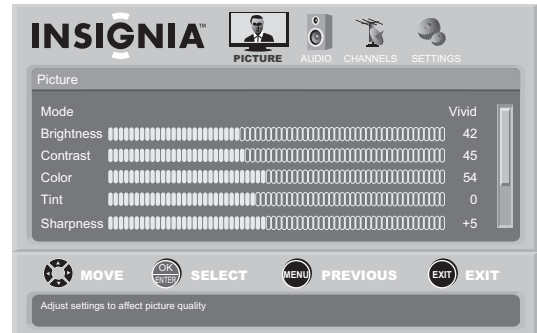 INSIGNIA™
PICTURE AUDIO CHANNELS SETTINGS
Picture
Mode Vivid
Brightness 42
Contrast 45
Color 54
Tint 0
Sharpness +5
MOVE OK ENTER SELECT MENU PREVIOUS EXIT EXIT
Adjust settings to affect picture quality